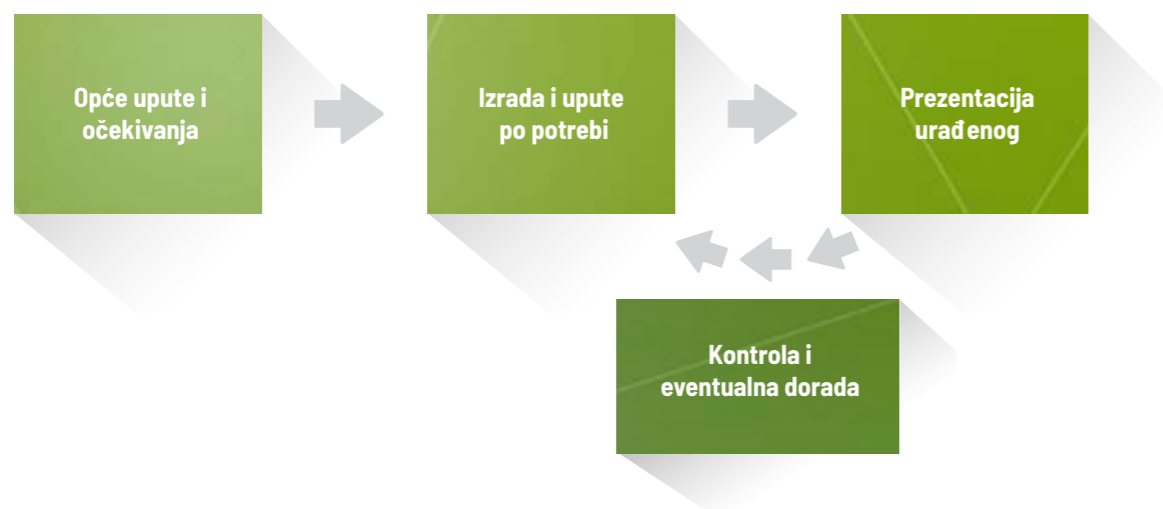 Opće upute i
očekivanja
Izrada i upute
po potrebi
Prezentacija
urađenog
Kontrola i
eventualna dorada